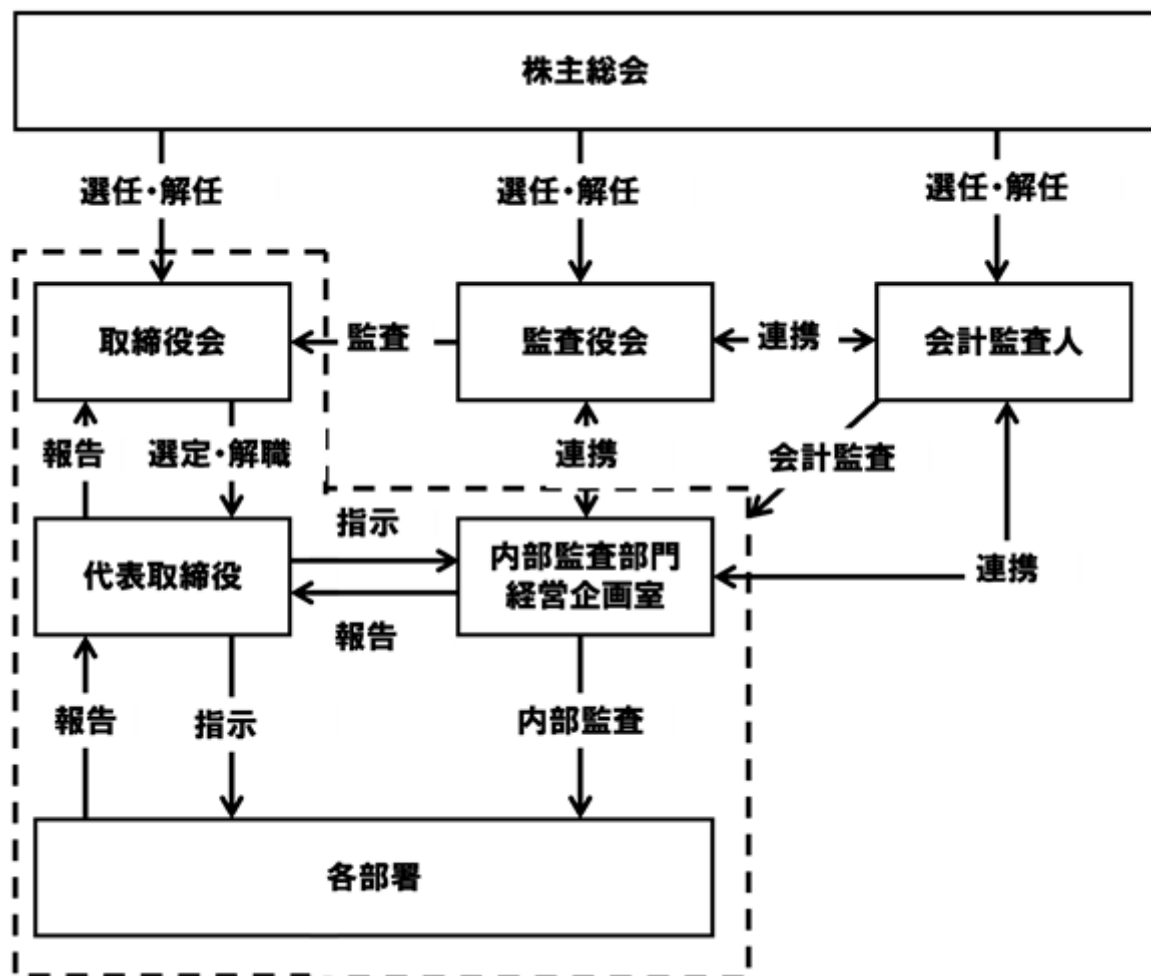 株主総会
選任・解任
選任・解任
選任・解任
取締役会
監査
監査役会
連携
会計監査人
報告
選定・解職
連携
会計監査
指示
代表取締役
内部監査部門
経営企画室
連携
報告
報告
指示
内部監査
各部署